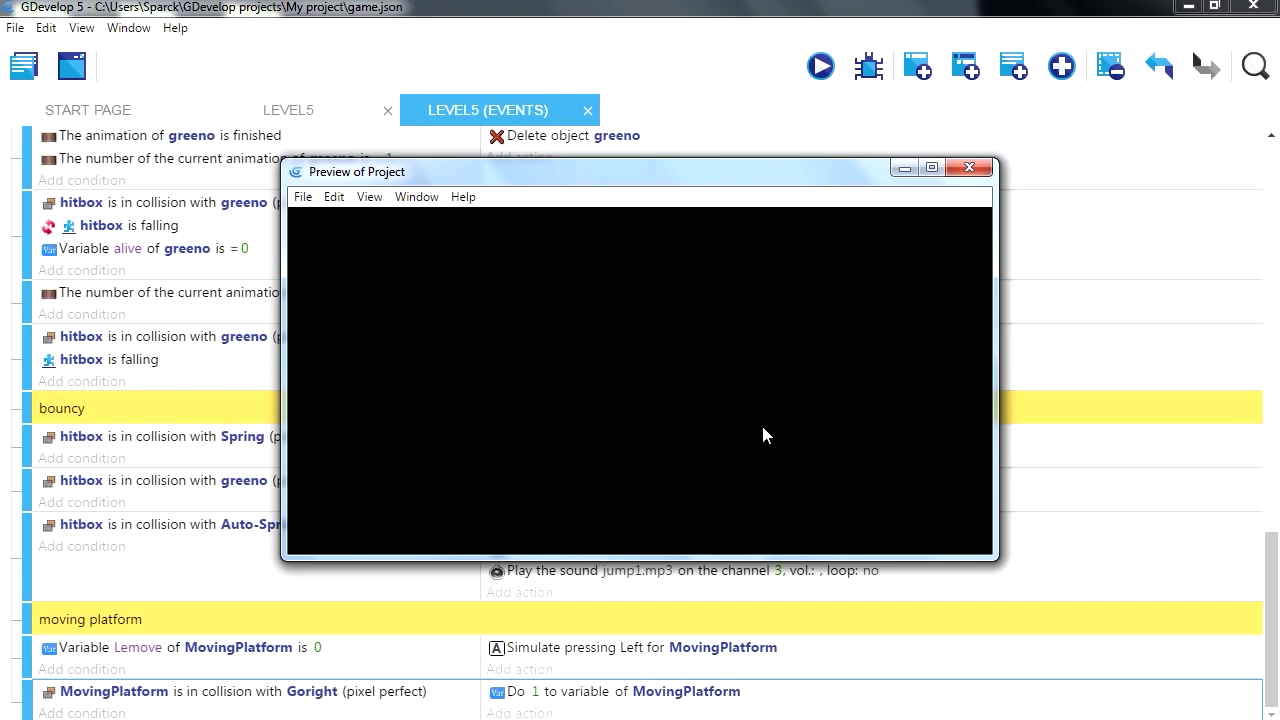 GDevelop 5 - C:\Users\Sparck\GDevelop projects\My project\game.json
File Edit View Window Help
START PAGE
LEVEL5
LEVEL5 (EVENTS)
The animation of greeno is finished
Delete object greeno
The number of the current animation of greeno is 1
Add action
Add condition
Preview of Project
File Edit View Window Help
hitbox is in collision with greeno (p
hitbox is falling
Variable alive of greeno is = 0
Add condition
The number of the current animatio
Add condition
hitbox is in collision with greeno (p
hitbox is falling
Add condition
bouncy
hitbox is in collision with Spring (p
Add condition
hitbox is in collision with greeno (p
Add condition
hitbox is in collision with Auto-Spr
Add condition
Play the sound jump1.mp3 on the channel 3, vol.: , loop: no
Add action
moving platform
Variable Lemove of MovingPlatform is 0
Simulate pressing Left for MovingPlatform
Add condition
Add action
MovingPlatform is in collision with Goright (pixel perfect)
Do 1 to variable of MovingPlatform
Add condition
Add action